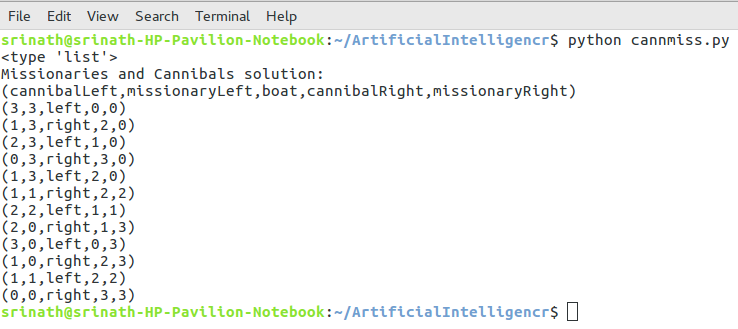 File Edit View Search Terminal Help
srinath@srinath-HP-Pavilion-Notebook:~/ArtificialIntelligencr$ python cannmiss.py
<type 'list'>
Missionaries and Cannibals solution:
(cannibalLeft,missionaryLeft,boat,cannibalRight,missionaryRight)
(3,3,left,0,0)
(1,3,right,2,0)
(2,3,left,1,0)
(0,3,right,3,0)
(1,3,left,2,0)
(1,1,right,2,2)
(2,2,left,1,1)
(2,0,right,1,3)
(3,0,left,0,3)
(1,0,right,2,3)
(1,1,left,2,2)
(0,0,right,3,3)
srinath@srinath-HP-Pavilion-Notebook:~/ArtificialIntelligencr$